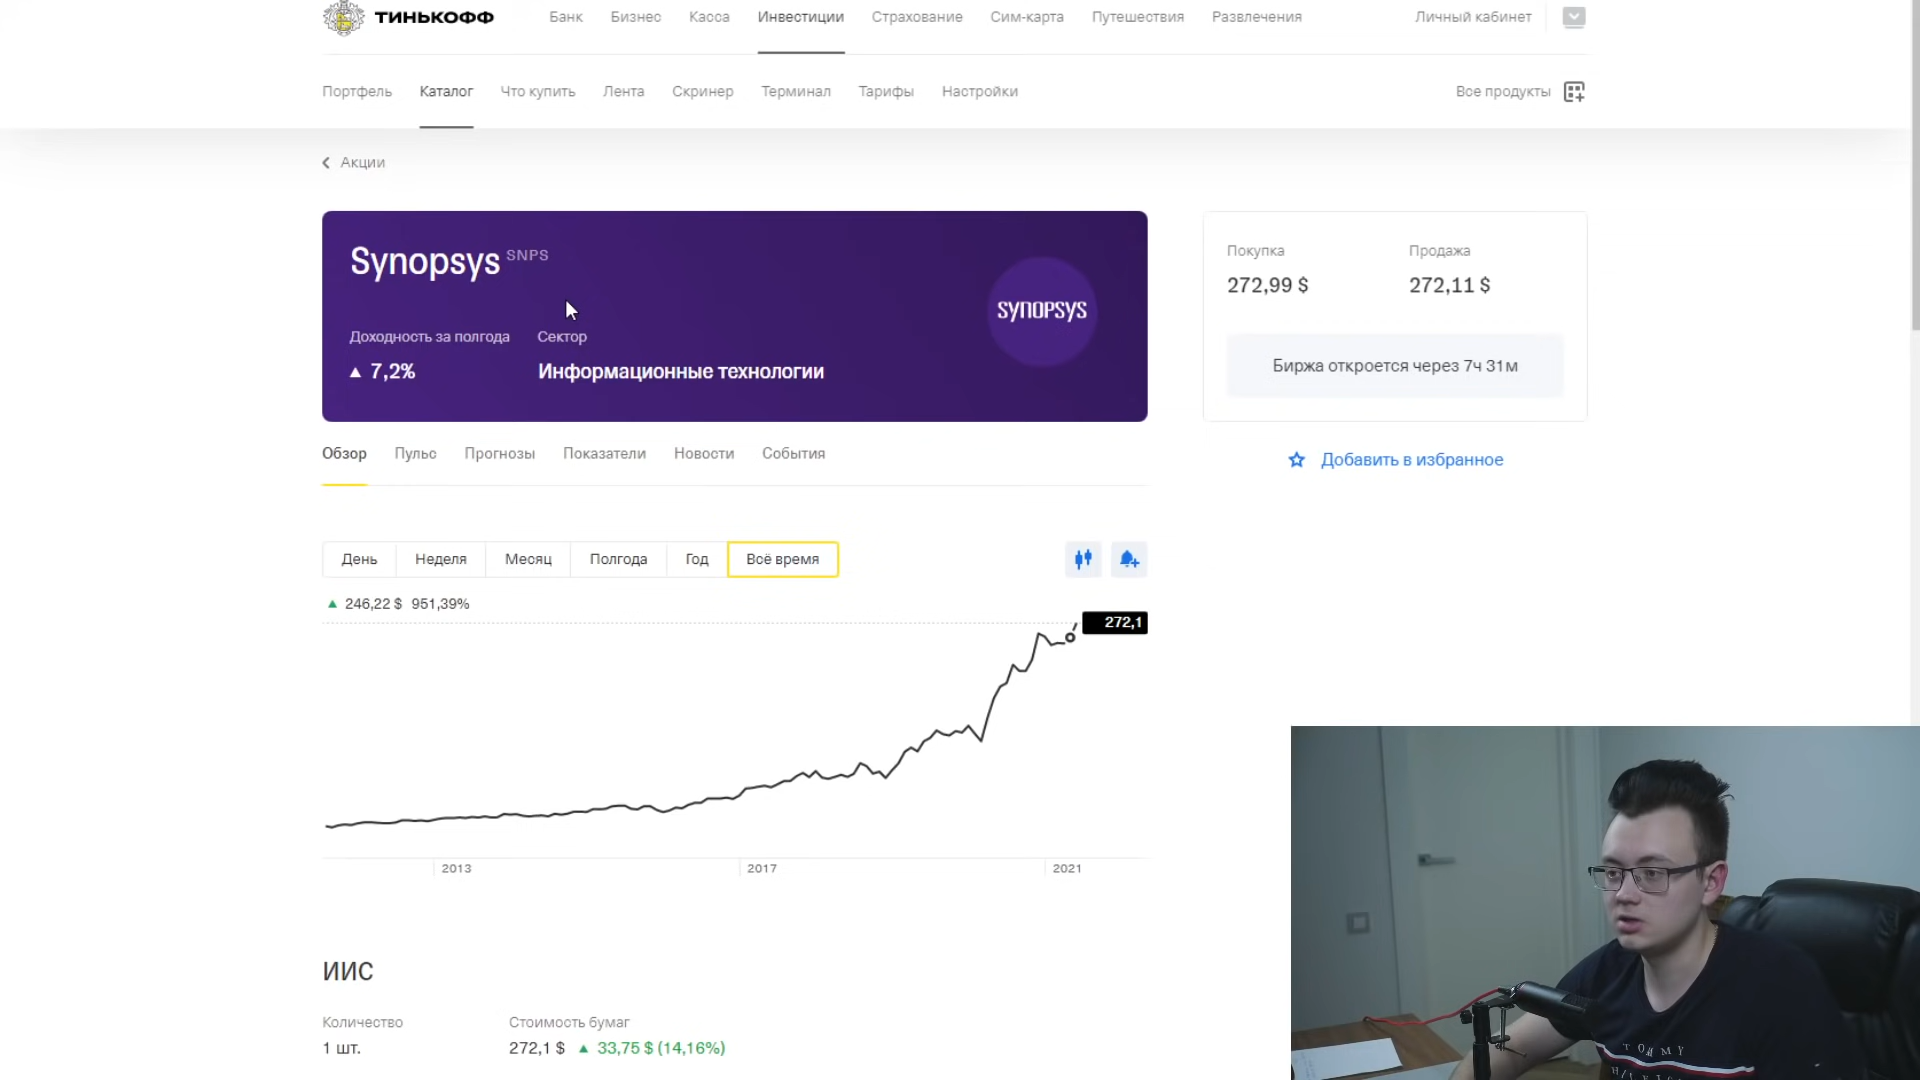 ТИНЬКОФФ
Банк Бизнес Касса Инвестиции Страхование Сим-карта Путешествия Развлечения Личный кабинет
Портфель Каталог Что купить Лента Скринер Терминал Тарифы Настройки Все продукты
Акции
Synopsys SNPS
Доходность за полгода Сектор
7,2% Информационные технологии
SYNOPSYS
Покупка Продажа
272,99 $ 272,11 $
Биржа откроется через 7ч 31м
Добавить в избранное
Обзор Пульс Прогнозы Показатели Новости События
День Неделя Месяц Полгода Год Всё время
246,22 $ 951,39%
272,1
2013 2017 2021
ИИС
Количество Стоимость бумаг
1 шт. 272,1 $ 33,75 $ (14,16%)
TOMMY